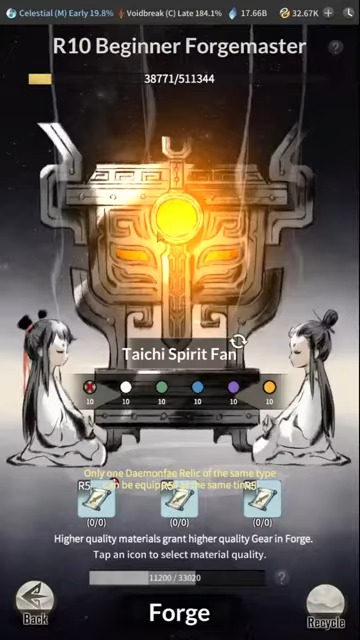 Celestial (M) Early 19.8% Voidbreak (C) Late 184.1% 17.66B 32.67K +
R10 Beginner Forgemaster ?
38771/511344
Taichi Spirit Fan
10 10 10 10 10 10
Only one Daemonfae Relic of the same type
can be equipped at the same time.
R5 R5 R5
(0/0) (0/0) (0/0)
Higher quality materials grant higher quality Gear in Forge.
Tap an icon to select material quality.
11200 / 33020 ?
Back Forge Recycle